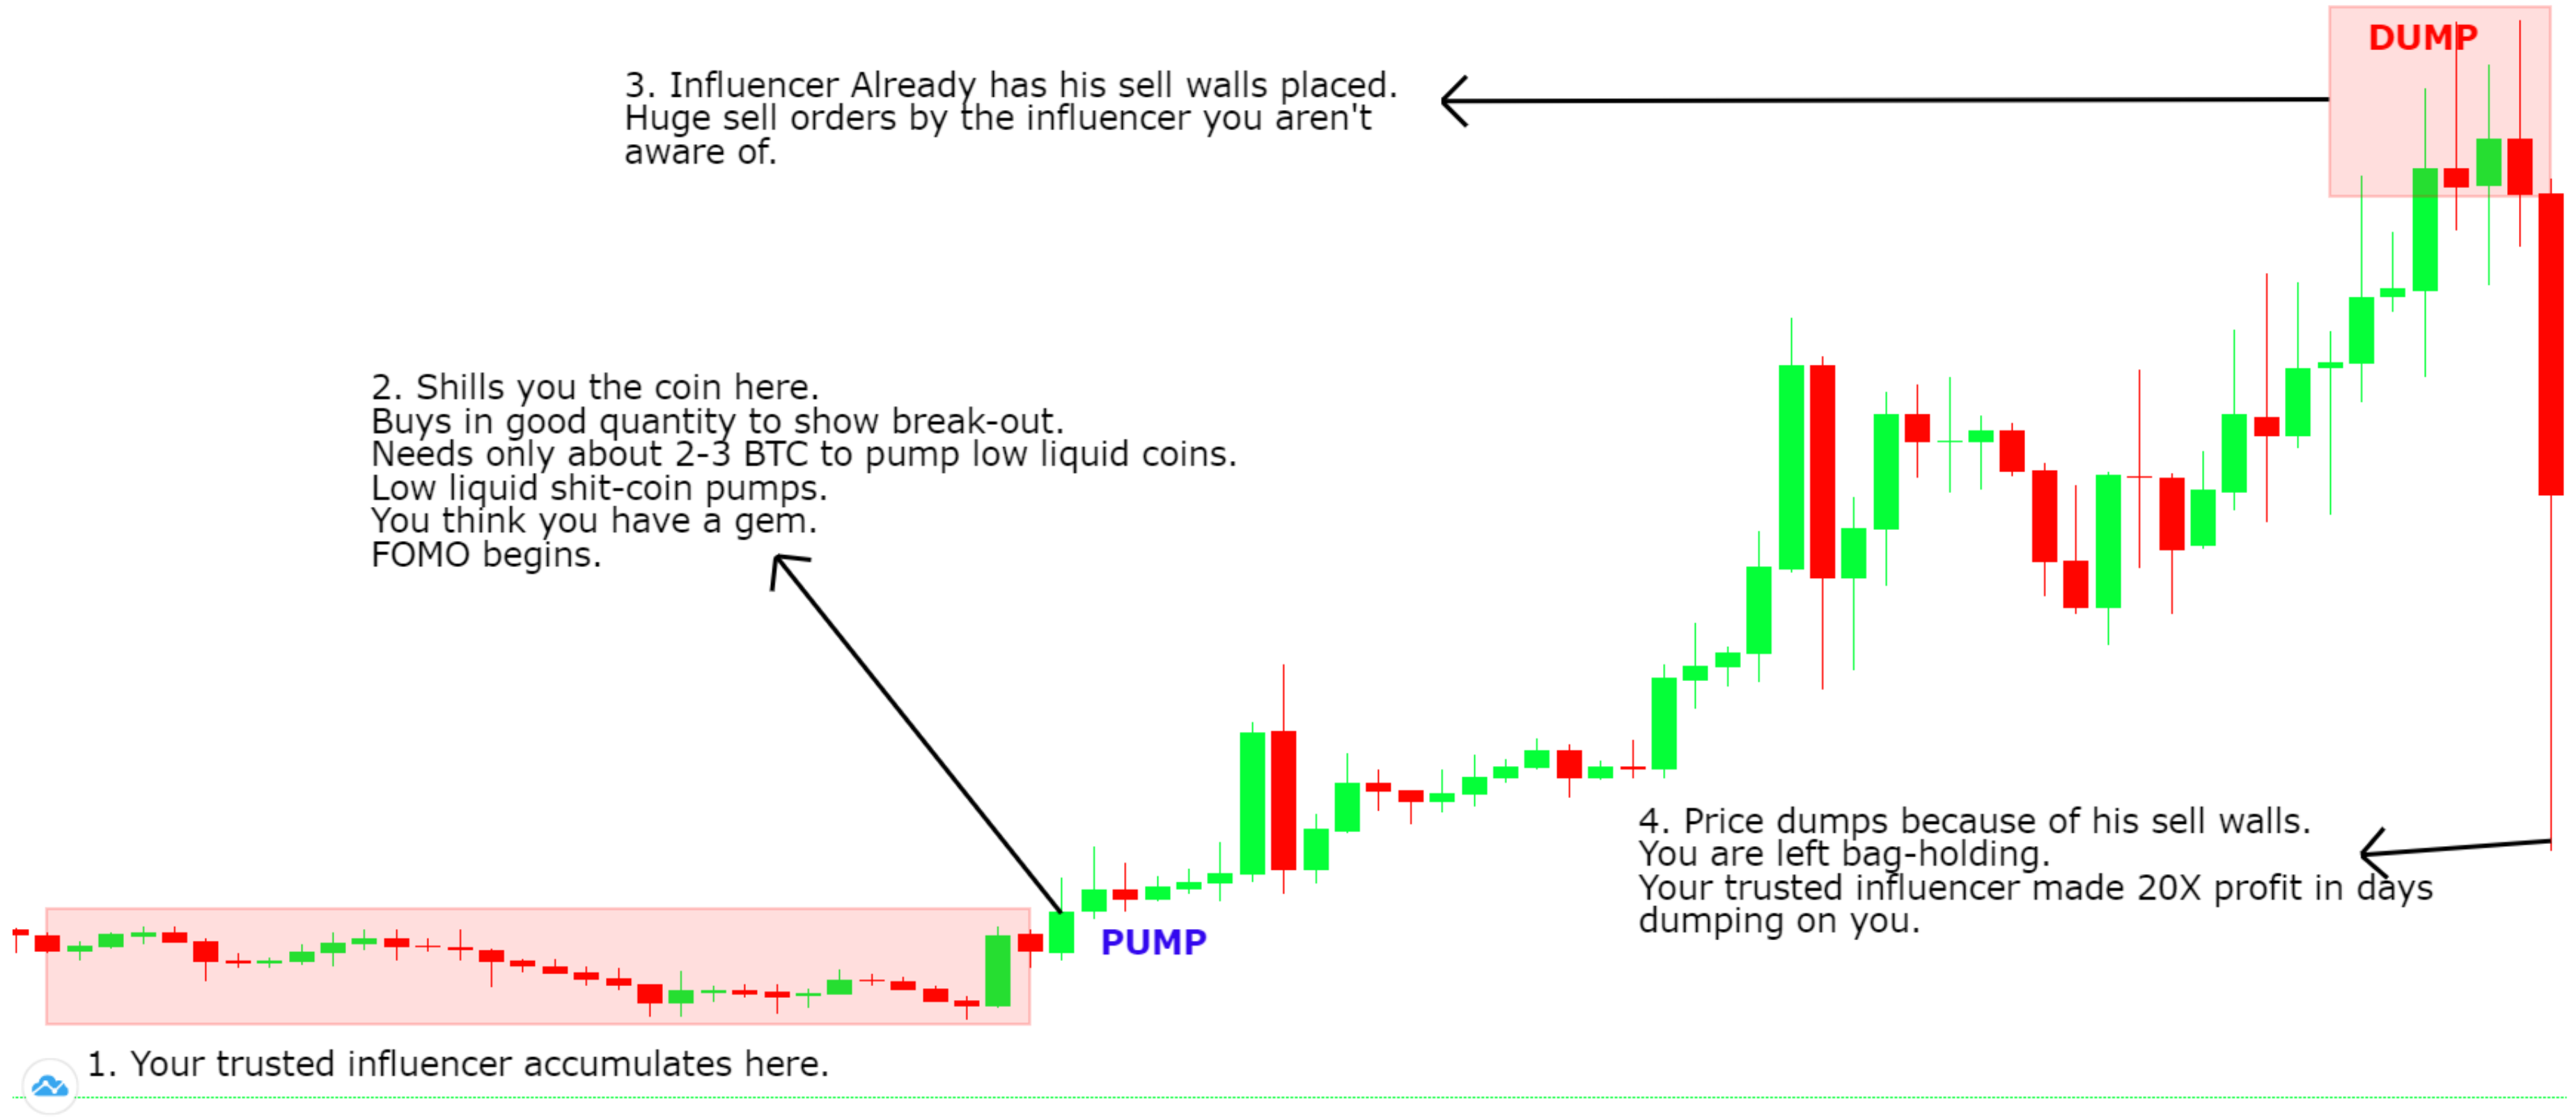 DUMP
3. Influencer Already has his sell walls placed.
Huge sell orders by the influencer you aren't
aware of.
2. Shills you the coin here.
Buys in good quantity to show break-out.
Needs only about 2-3 BTC to pump low liquid coins.
Low liquid shit-coin pumps.
You think you have a gem.
FOMO begins.
4. Price dumps because of his sell walls.
You are left bag-holding.
Your trusted influencer made 20X profit in days
dumping on you.
PUMP
1. Your trusted influencer accumulates here.